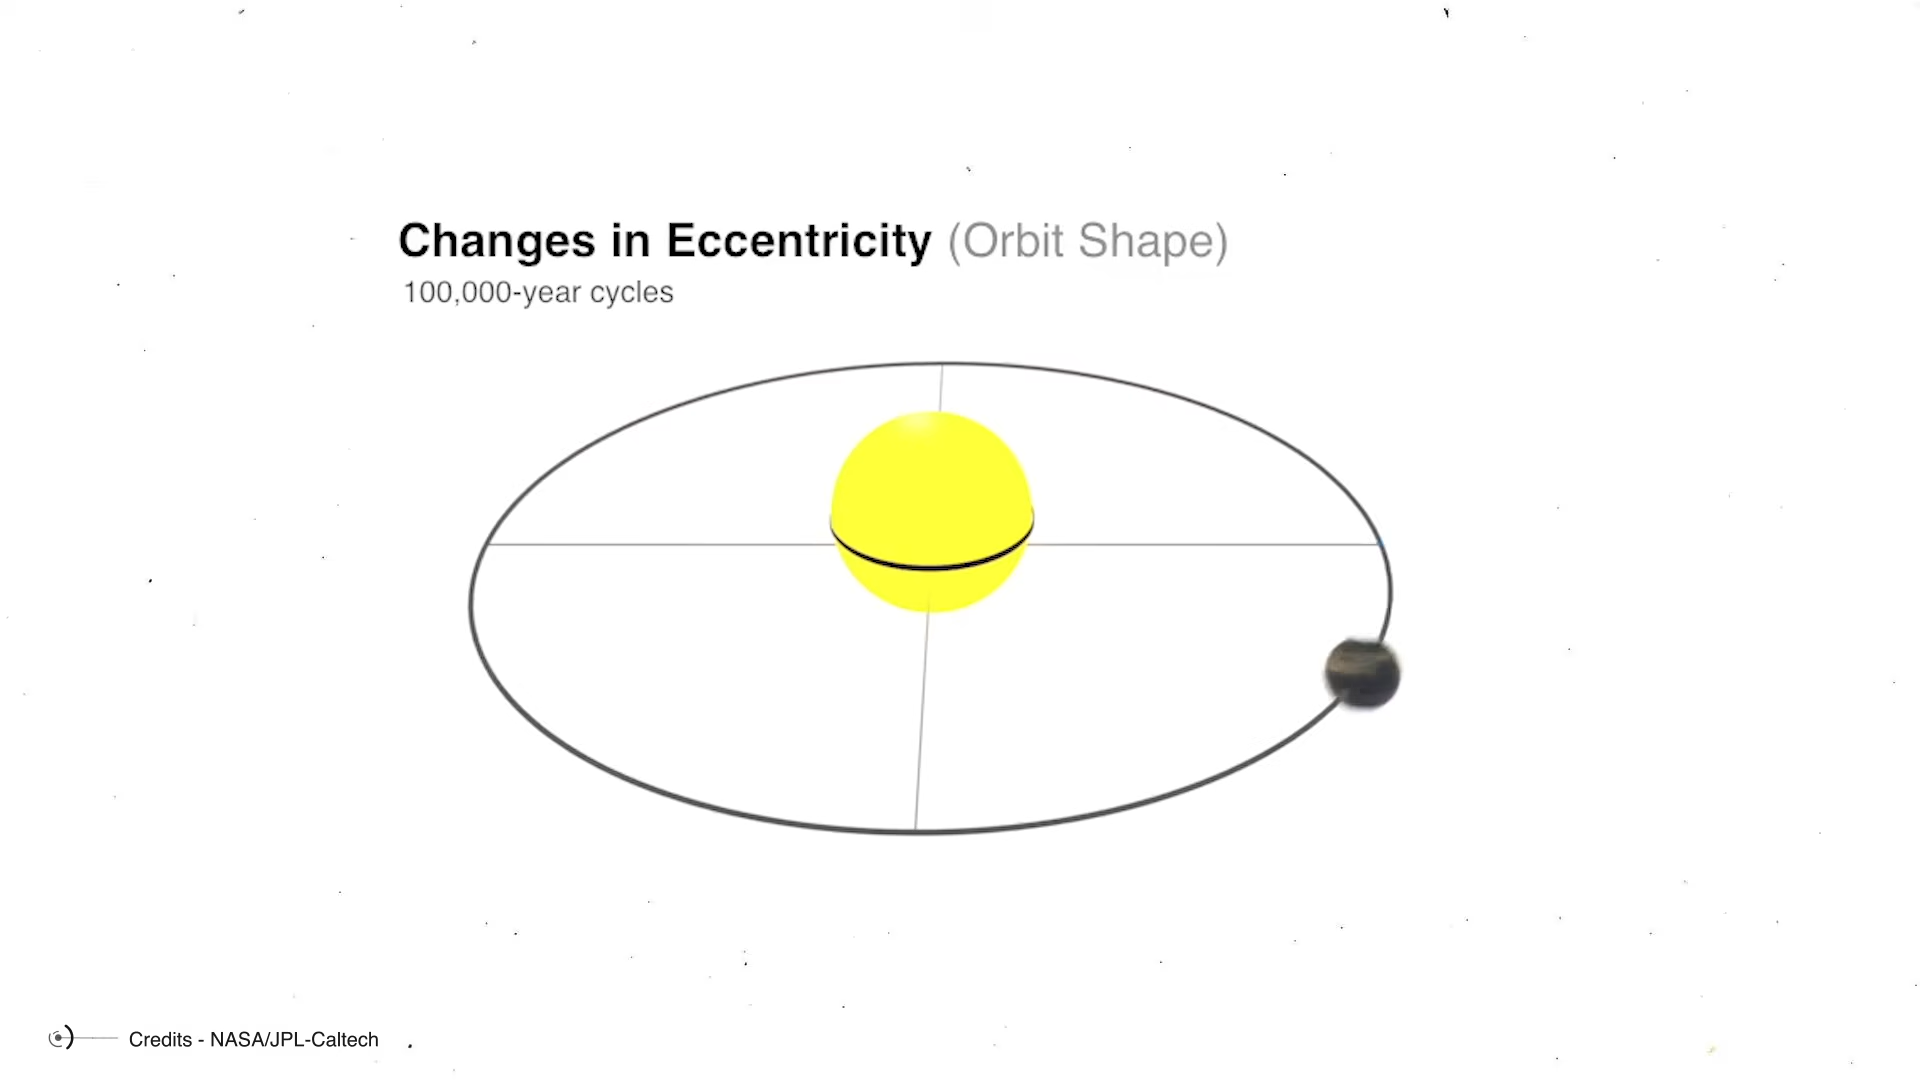 Changes in Eccentricity (Orbit Shape)
100,000-year cycles
Credits - NASA/JPL-Caltech